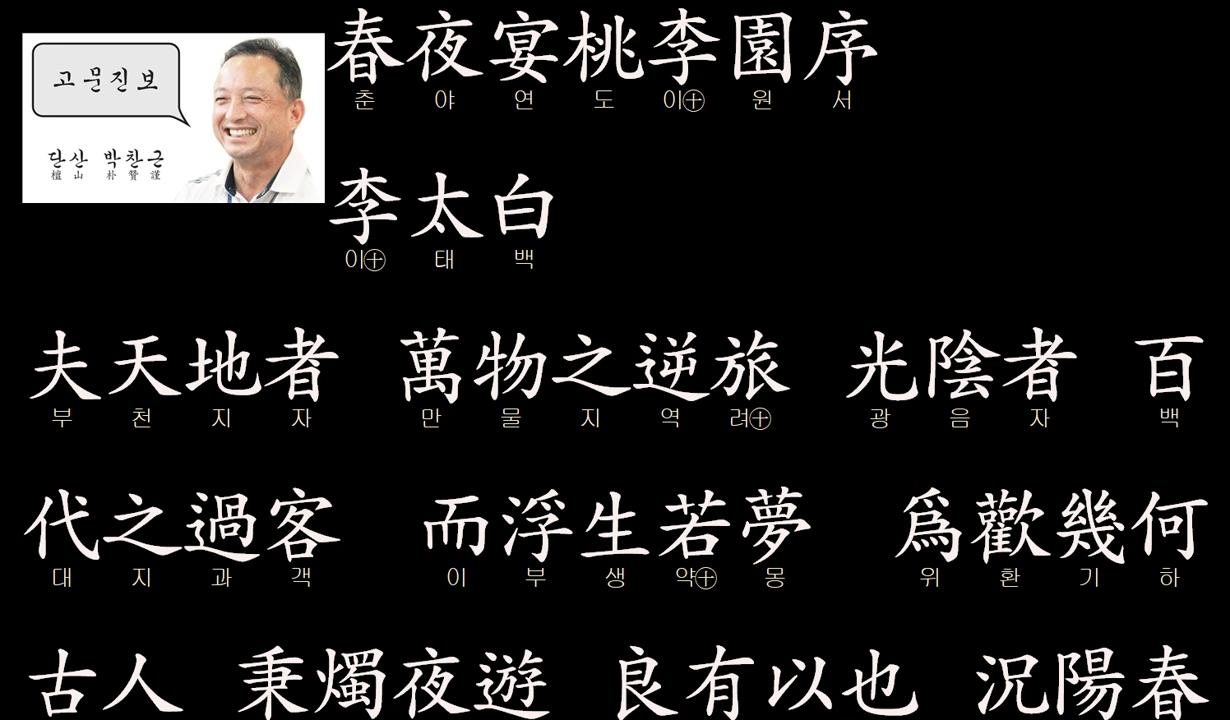 고문진보
단산 박찬근
檀山 朴贊謹
春夜宴桃李園序
춘 야 연 도 이㊉ 원 서
李太白
이㊉ 태 백
夫天地者 萬物之逆旅 光陰者 百
부 천 지 자 만 물 지 역 려㊉ 광 음 자 백
代之過客 而浮生若夢 爲歡幾何
대 지 과 객 이 부 생 약㊉ 몽 위 환 기 하
古人 秉燭夜遊 良有以也 況陽春